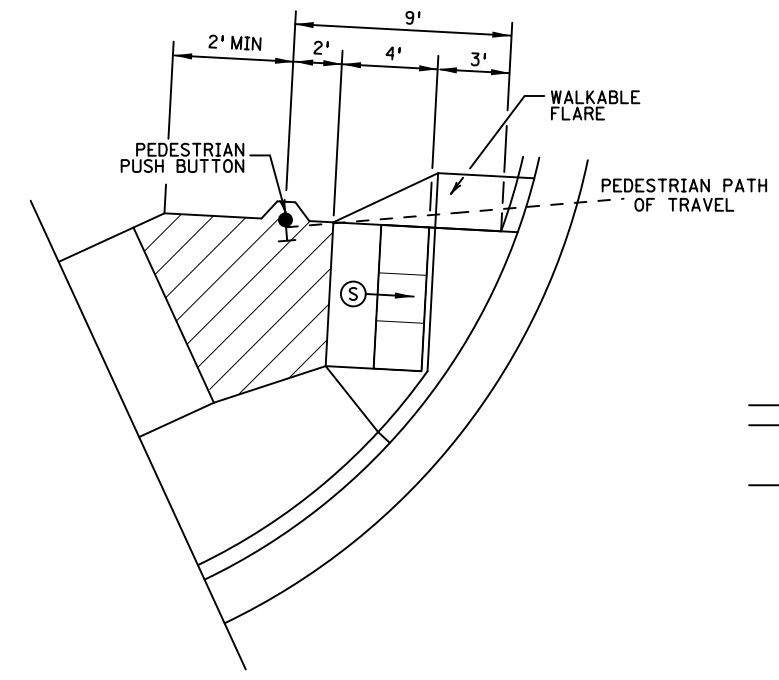 9'
2' MIN
2'
4'
3'
WALKABLE
FLARE
PEDESTRIAN
PUSH BUTTON
PEDESTRIAN PATH
OF TRAVEL
S